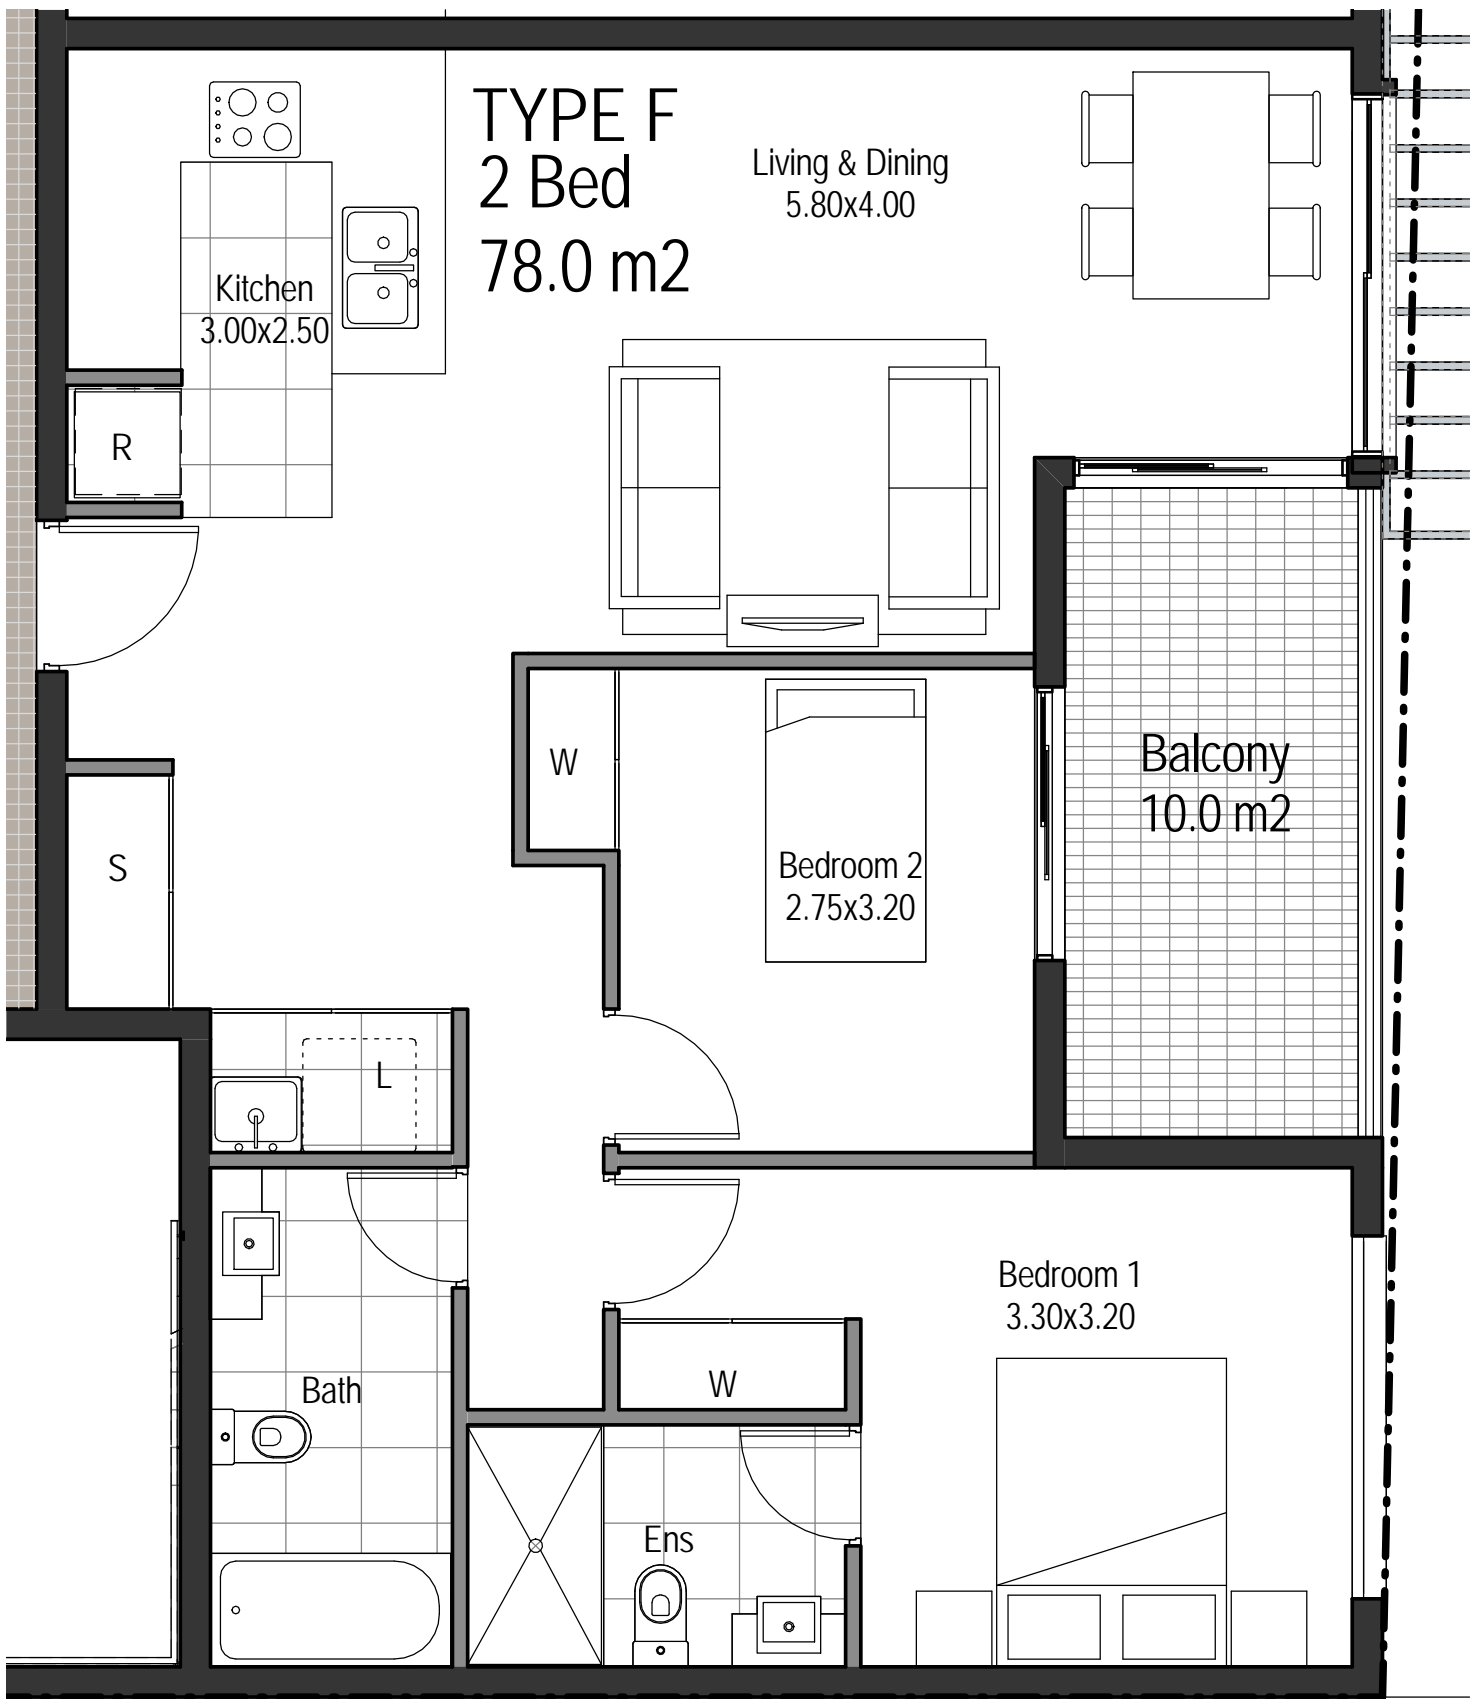 TYPE F
2 Bed
78.0 m2
Living & Dining
5.80x4.00
Kitchen
3.00x2.50
R
W
Balcony
10.0 m2
S
Bedroom 2
2.75x3.20
L
Bedroom 1
3.30x3.20
Bath
W
Ens